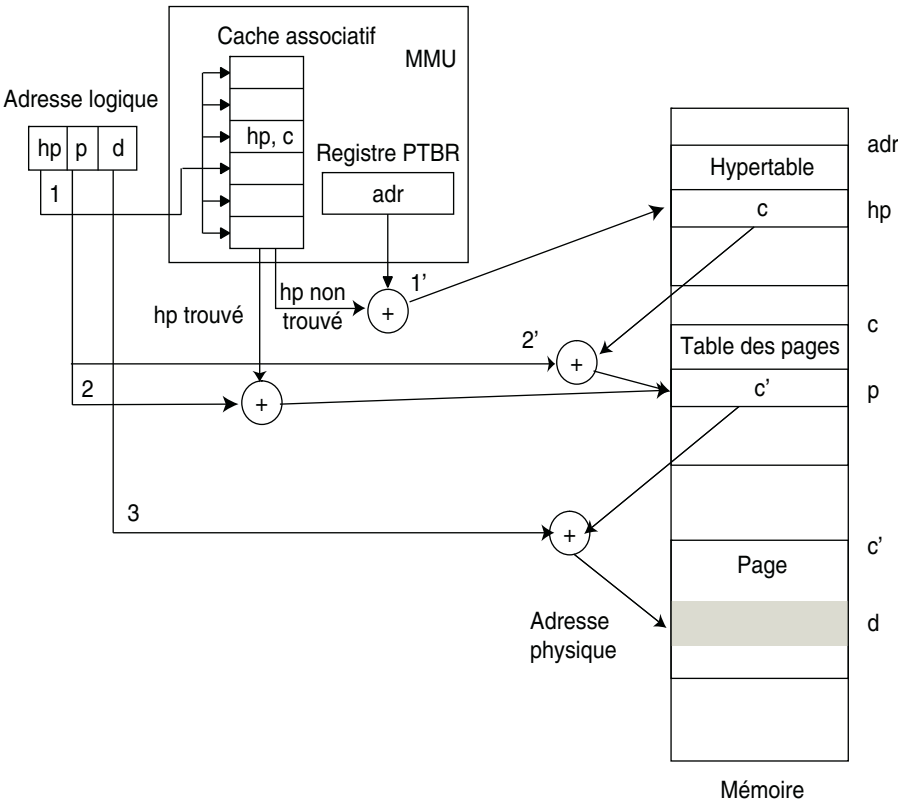 Cache associatif
MMU
Adresse logique
hp p d
hp, c
Registre PTBR
adr
1
adr
Hypertable
c
hp
1’
hp trouvé
hp non
trouvé
+
c
2’
Table des pages
+
2
+
c’
p
3
+
c’
Page
d
Adresse
physique
Mémoire